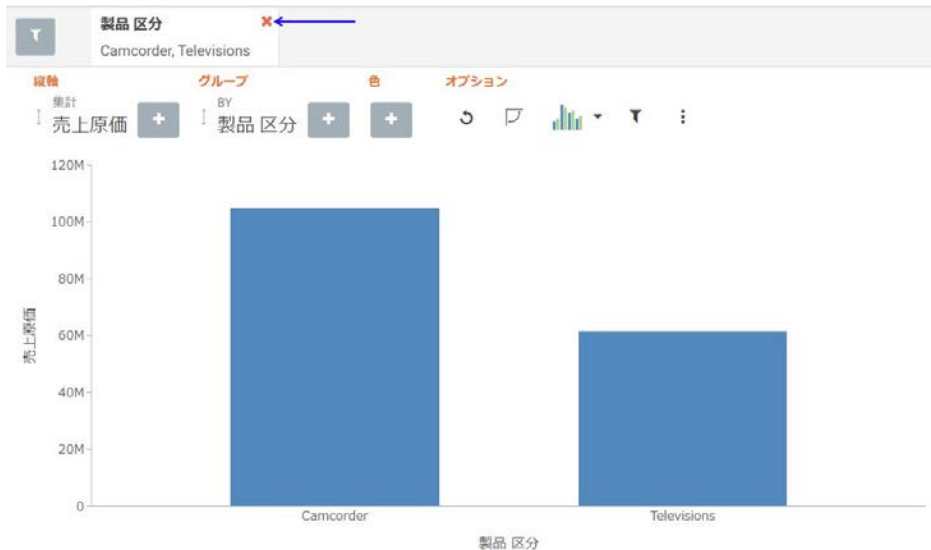 製品 区分
Camcorder, Televisions
縦軸
グループ
色
オプション
集計
売上原価
BY
製品 区分
120M
100M
80M
60M
40M
20M
0
売上原価
Camcorder
Televisions
製品 区分